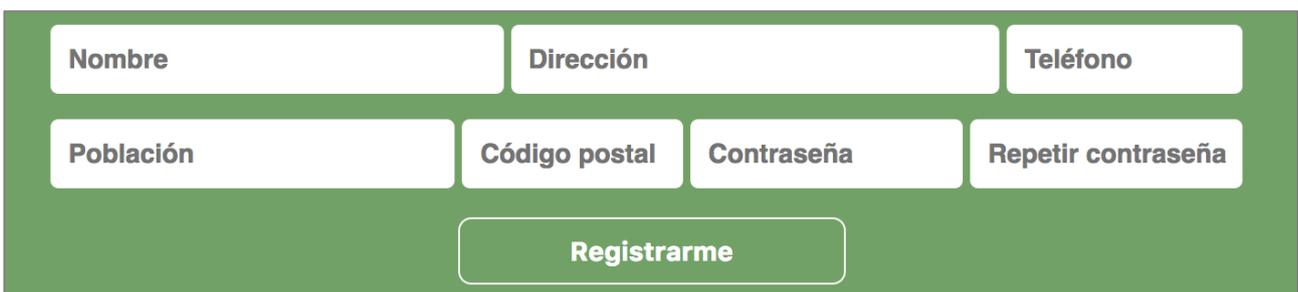 Nombre Dirección Teléfono
Población Código postal Contraseña Repetir contraseña
Registrarme